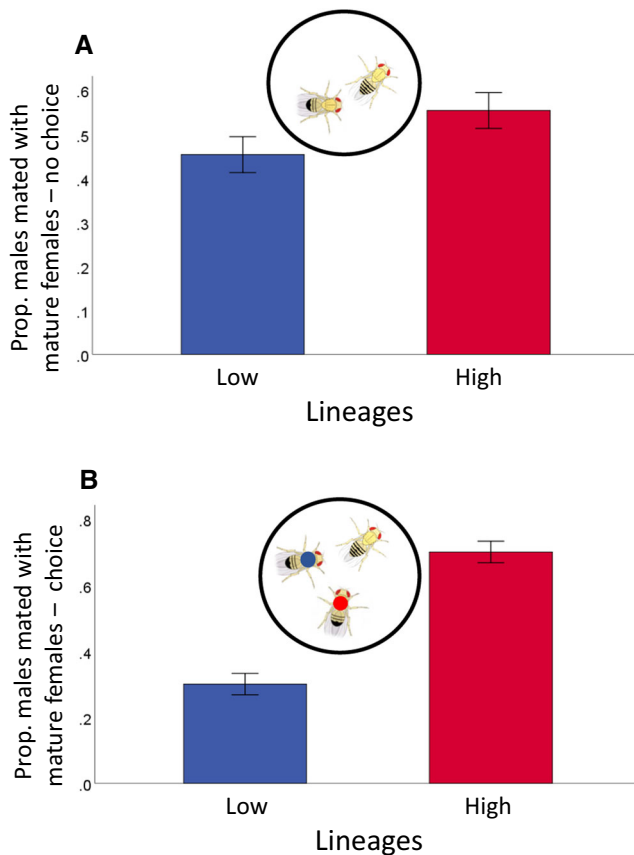 A
Prop. males mated with
mature females – no choice
.6
.5
.4
.3
.2
.1
.0
Low
High
Lineages
B
Prop. males mated with
mature females – choice
.8
.6
.4
.2
.0
Low
High
Lineages